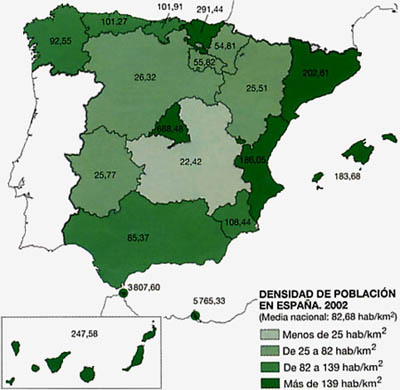 101,91
291,44
101,27
92,55
54,81
55,82
202,61
26,32
25,51
688,48
22,42
186,05
25,77
183,68
108,44
85,37
3807,60
5765,33
247,58
DENSIDAD DE POBLACIÓN
EN ESPAÑA. 2002
(Media nacional: 82,68 hab/km²)
Menos de 25 hab/km²
De 25 a 82 hab/km²
De 82 a 139 hab/km²
Más de 139 hab/km²